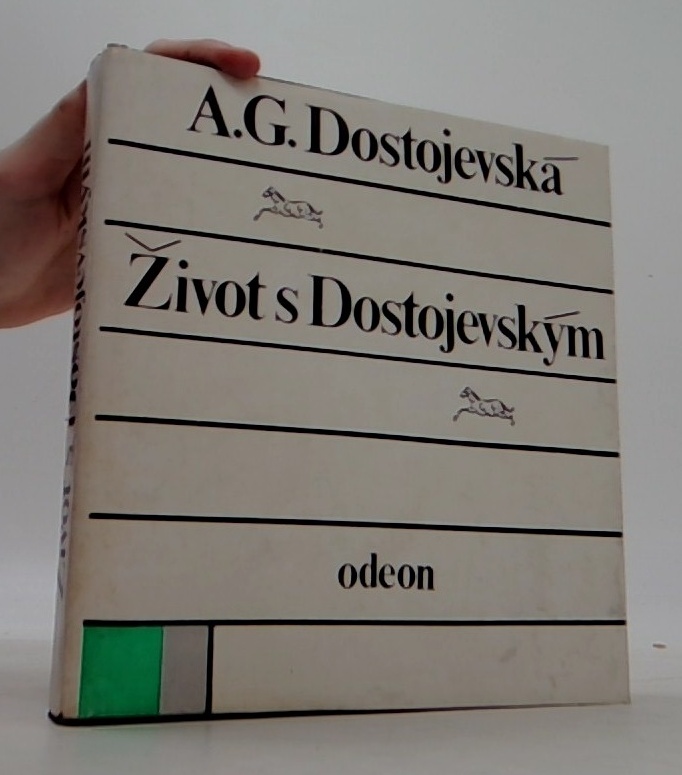 A.G. Dostojevská
Život s Dostojevským
odeon